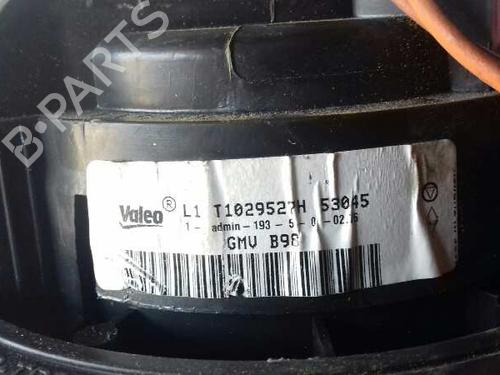 B-PARTS
Valeo® L1 T1029527H 53045
1- admin-193-5-0-02.16
GMV B98